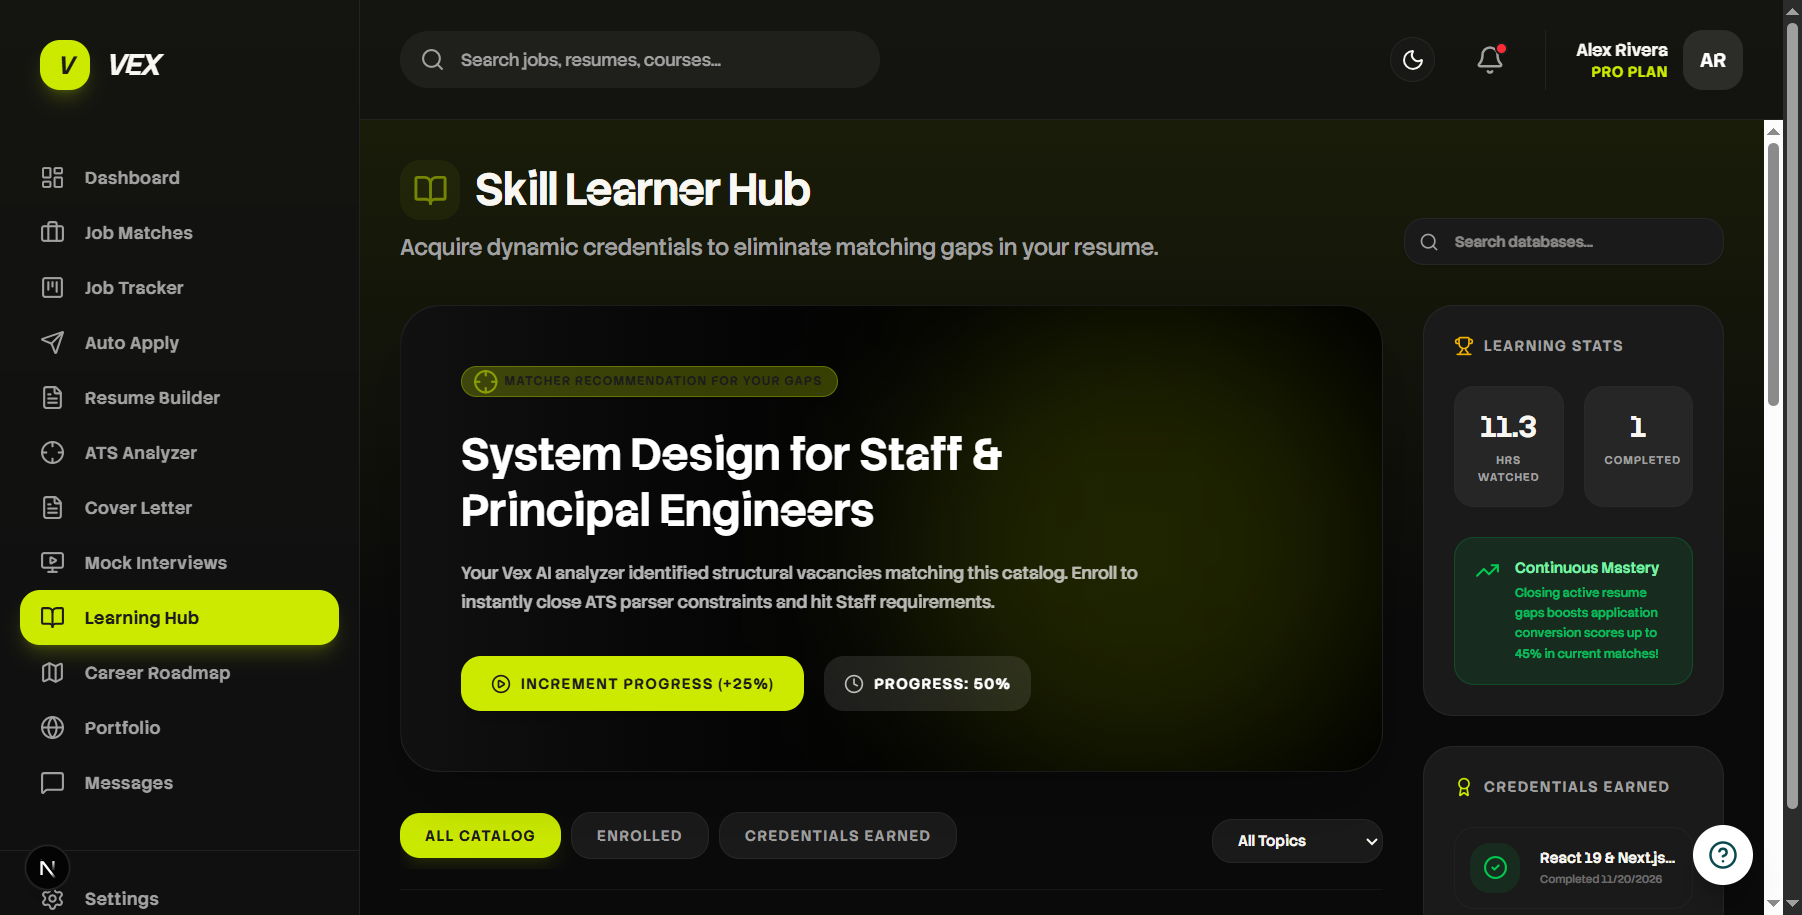 V VEX
Search jobs, resumes, courses...
Alex Rivera
PRO PLAN
AR
Dashboard
Job Matches
Job Tracker
Auto Apply
Resume Builder
ATS Analyzer
Cover Letter
Mock Interviews
Learning Hub
Career Roadmap
Portfolio
Messages
N
Settings
Skill Learner Hub
Acquire dynamic credentials to eliminate matching gaps in your resume.
Search databases...
MATCHER RECOMMENDATION FOR YOUR GAPS
System Design for Staff &
Principal Engineers
Your Vex AI analyzer identified structural vacancies matching this catalog. Enroll to
instantly close ATS parser constraints and hit Staff requirements.
INCREMENT PROGRESS (+25%)
PROGRESS: 50%
ALL CATALOG
ENROLLED
CREDENTIALS EARNED
All Topics
LEARNING STATS
11.3
HRS
WATCHED
1
COMPLETED
Continuous Mastery
Closing active resume
gaps boosts application
conversion scores up to
45% in current matches!
CREDENTIALS EARNED
React 19 & Next.js...
Completed 11/20/2026
?